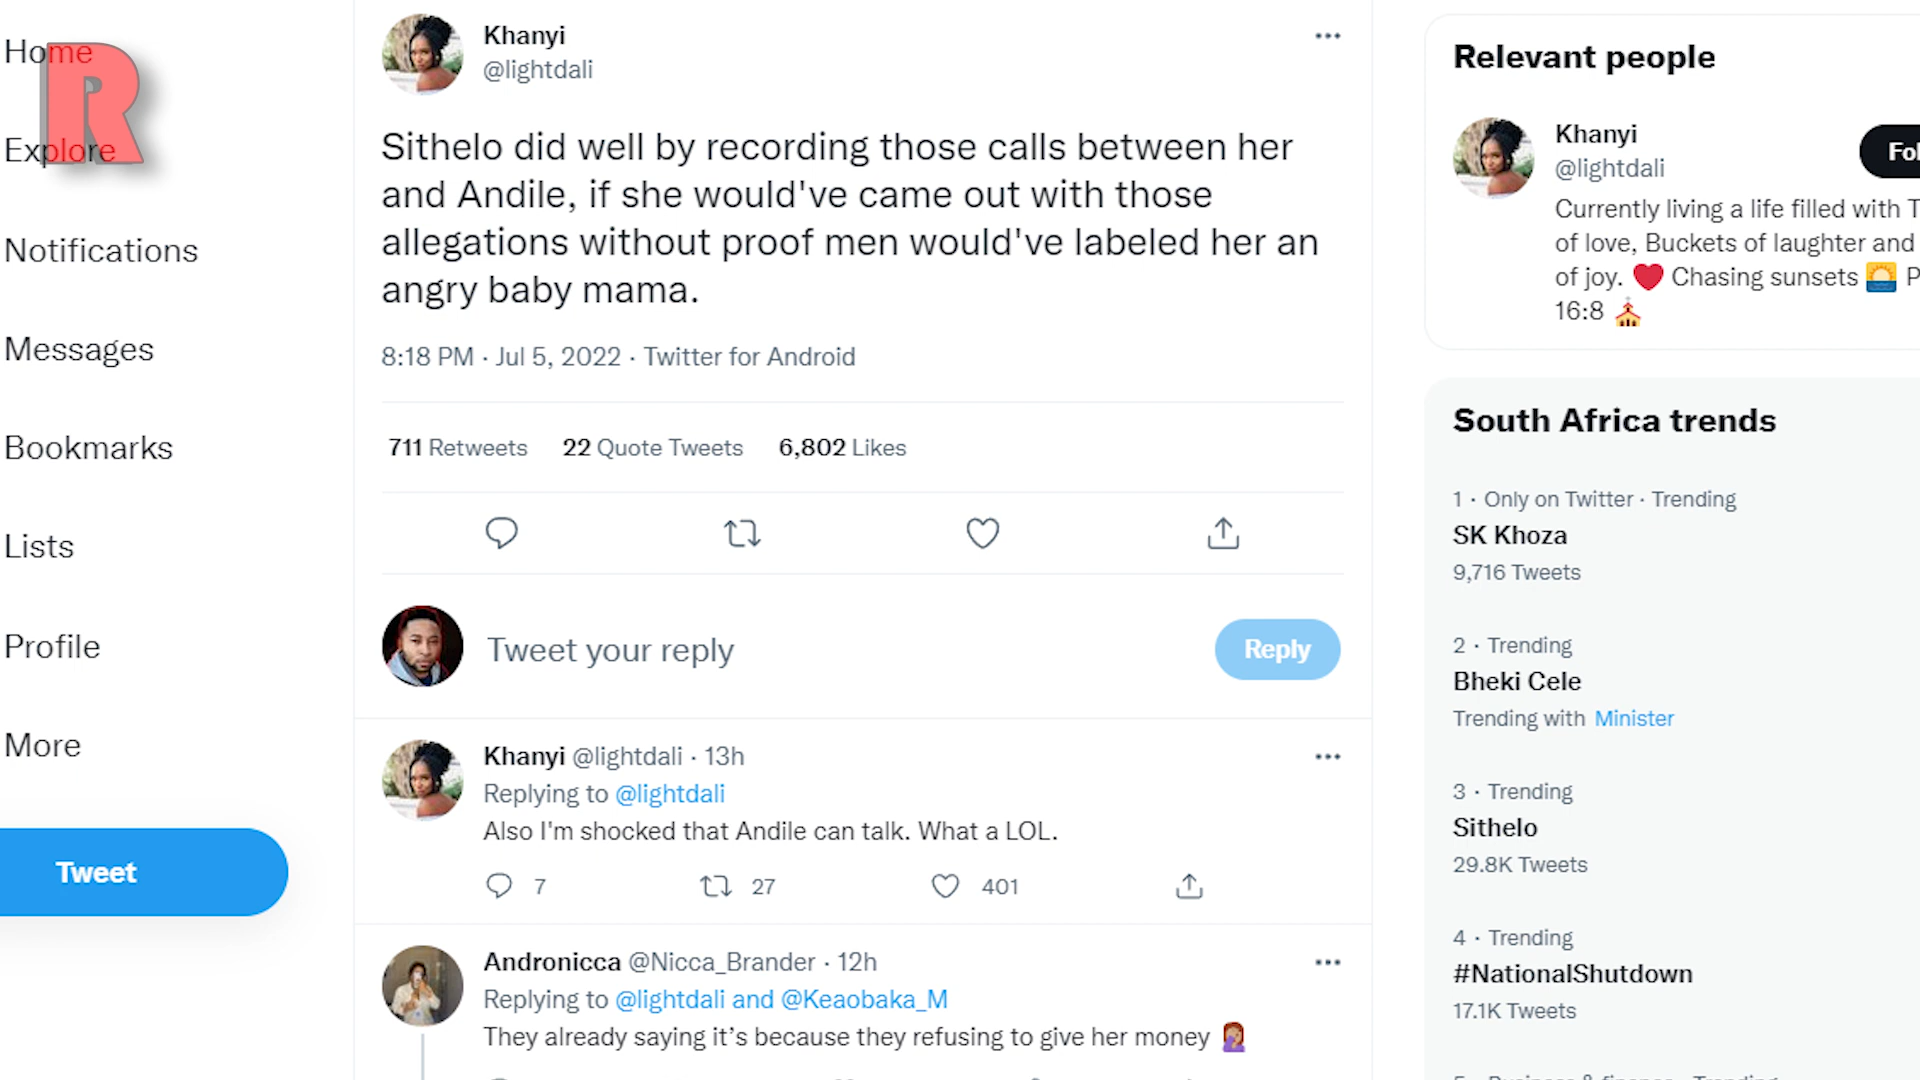 Home
R
Explore
Notifications
Messages
Bookmarks
Lists
Profile
More
Tweet
Khanyi
@lightdali
Sithelo did well by recording those calls between her
and Andile, if she would've came out with those
allegations without proof men would've labeled her an
angry baby mama.
8:18 PM · Jul 5, 2022 · Twitter for Android
711 Retweets 22 Quote Tweets 6,802 Likes
Tweet your reply
Reply
Khanyi @lightdali · 13h
Replying to @lightdali
Also I'm shocked that Andile can talk. What a LOL.
7 27 401
Andronicca @Nicca_Brander · 12h
Replying to @lightdali and @Keaobaka_M
They already saying it’s because they refusing to give her money
Relevant people
Khanyi
@lightdali
Fol
Currently living a life filled with T
of love, Buckets of laughter and
of joy. ❤️ Chasing sunsets 🌅 P
16:8 ⛪
South Africa trends
1 · Only on Twitter · Trending
SK Khoza
9,716 Tweets
2 · Trending
Bheki Cele
Trending with Minister
3 · Trending
Sithelo
29.8K Tweets
4 · Trending
#NationalShutdown
17.1K Tweets